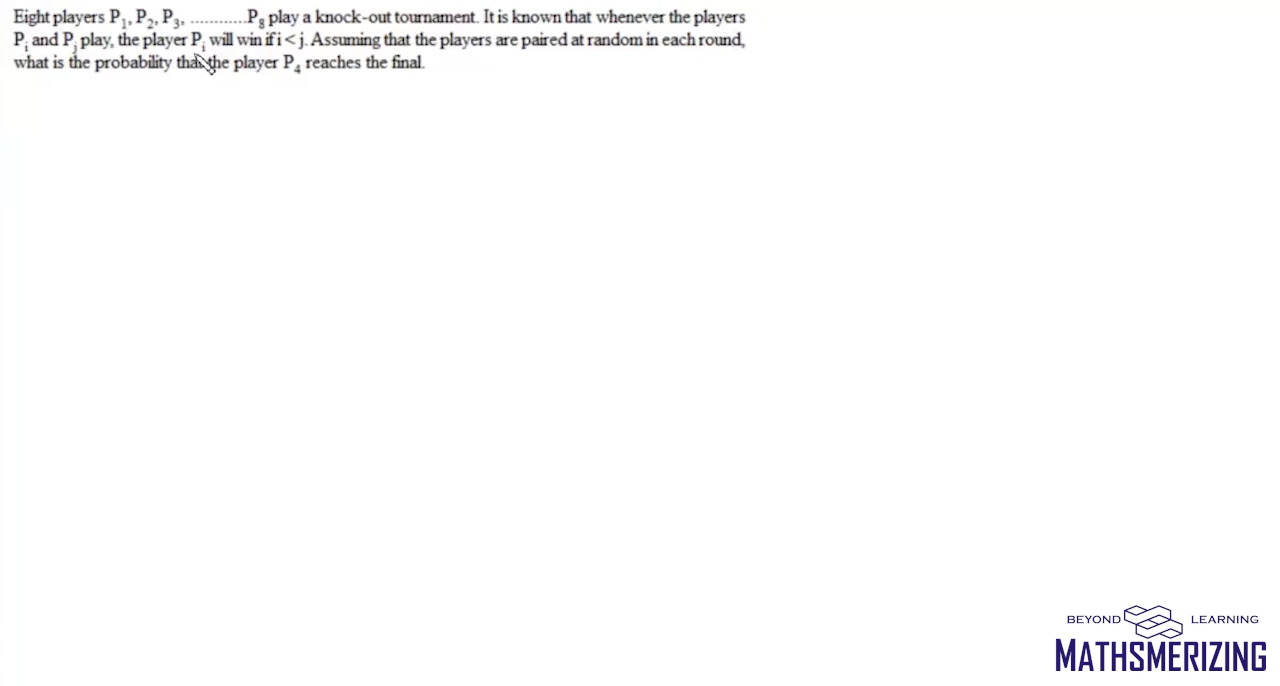 Eight players P₁, P₂, P₃, ............P₈ play a knock-out tournament. It is known that whenever the players
Pᵢ and Pⱼ play, the player Pᵢ will win if i < j. Assuming that the players are paired at random in each round,
what is the probability that the player P₄ reaches the final.
BEYOND LEARNING
MATHSMERIZING